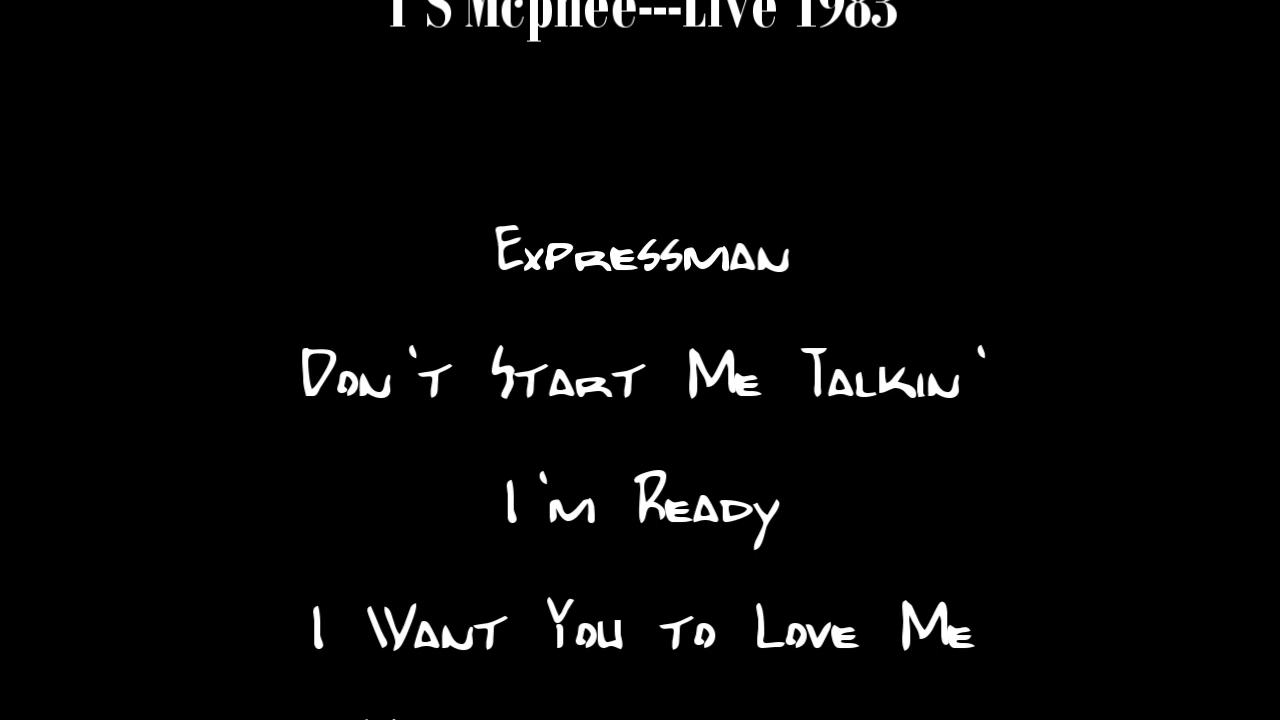 T S Mcphee---Live 1983
Expressman
Don't Start Me Talkin'
I'm Ready
I Want You to Love Me